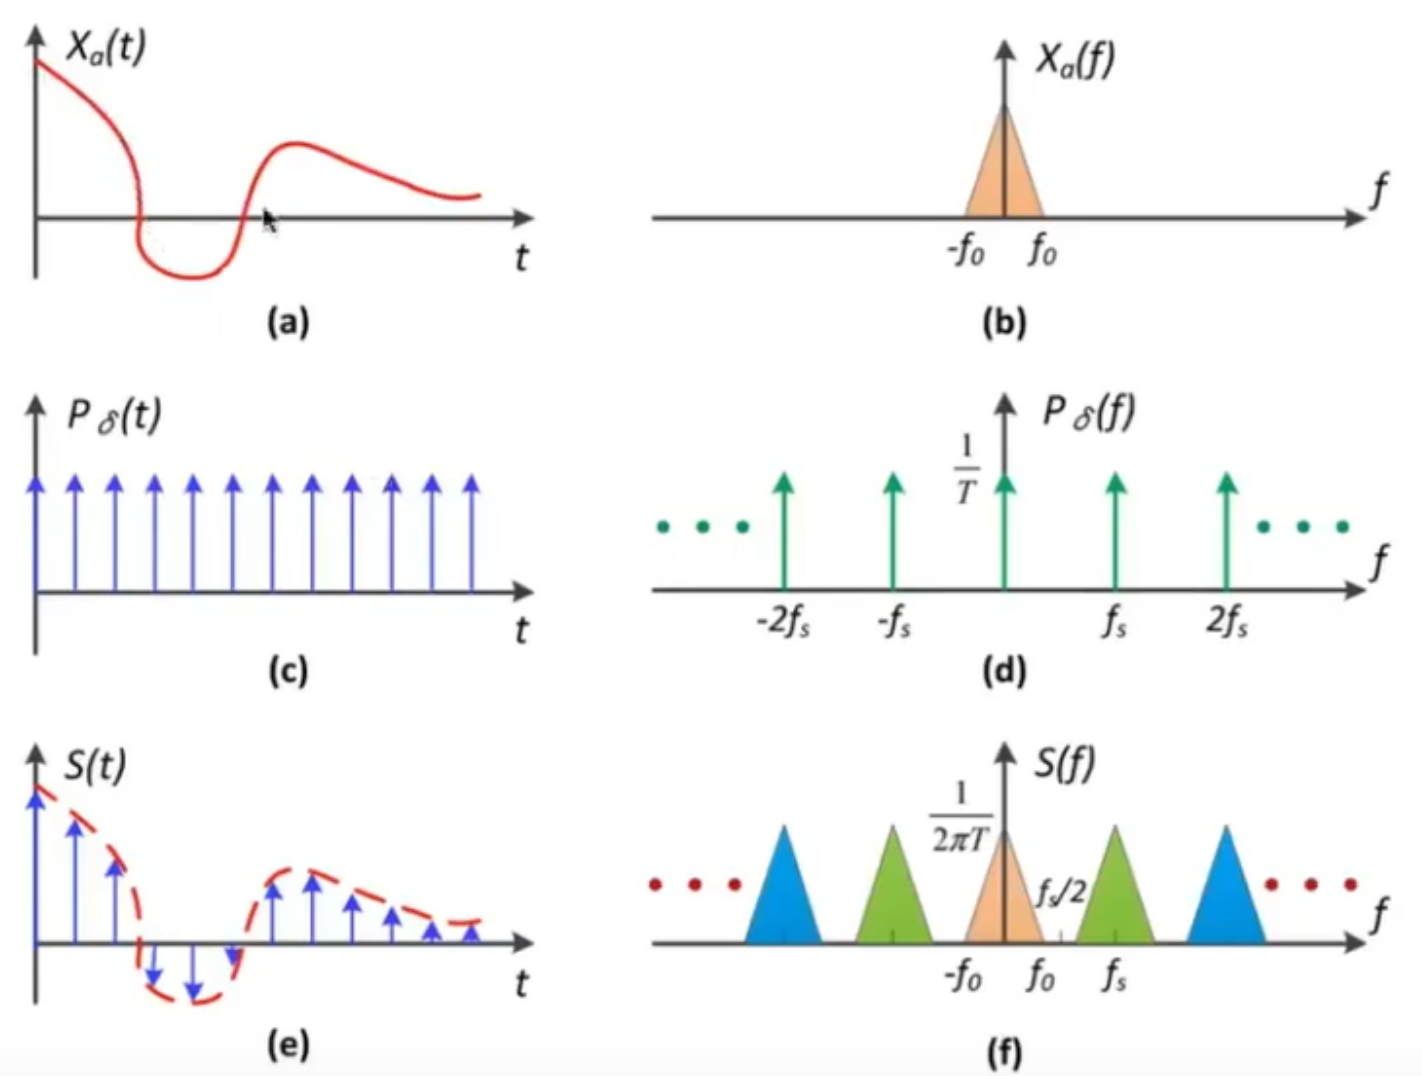 Xₐ(t)
t
(a)
Xₐ(f)
f
-f₀ f₀
(b)
P δ(t)
t
(c)
P δ(f)
1
T
f
-2fₛ -fₛ fₛ 2fₛ
(d)
S(t)
t
(e)
S(f)
1
2πT
fₛ/2
f
-f₀ f₀ fₛ
(f)